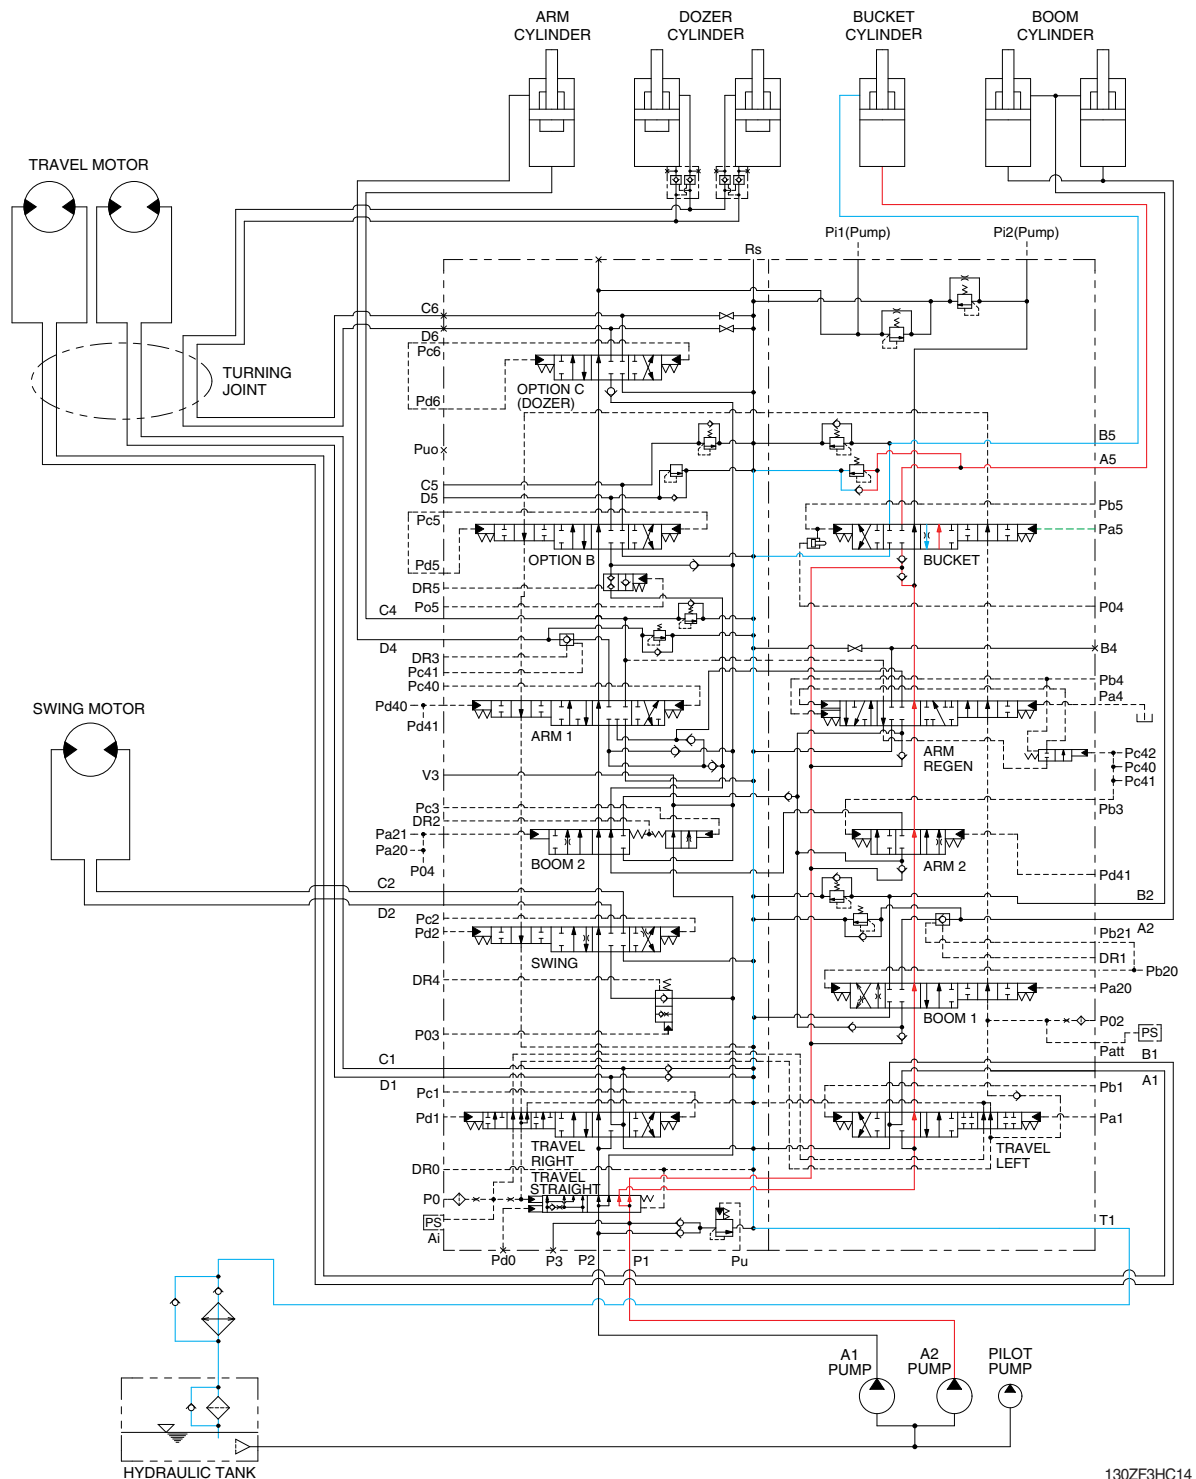 ARM
CYLINDER
DOZER
CYLINDER
BUCKET
CYLINDER
BOOM
CYLINDER
TRAVEL MOTOR
TURNING
JOINT
Pi1(Pump)
Pi2(Pump)
Rs
C6
D6
Pc6
Pd6
OPTION C
(DOZER)
Puo
B5
A5
C5
D5
Pc5
Pb5
Pa5
OPTION B
BUCKET
Pd5
DR5
Po5
P04
C4
D4
B4
DR3
Pc41
Pc40
Pb4
Pa4
SWING MOTOR
Pd40
Pd41
ARM 1
ARM
REGEN
Pc42
Pc40
Pc41
V3
Pc3
DR2
Pb3
Pa21
Pa20
P04
BOOM 2
ARM 2
Pd41
C2
B2
D2
A2
Pc2
Pd2
Pb21
DR1
Pb20
SWING
DR4
Pa20
BOOM 1
P03
P02
PS
Patt
C1
B1
D1
A1
Pc1
Pb1
Pd1
Pa1
TRAVEL
RIGHT
TRAVEL
LEFT
DR0
TRAVEL
STRAIGHT
P0
PS
Ai
T1
Pd0
P3
P2
P1
Pu
A1
PUMP
A2
PUMP
PILOT
PUMP
HYDRAULIC TANK
130ZF3HC14